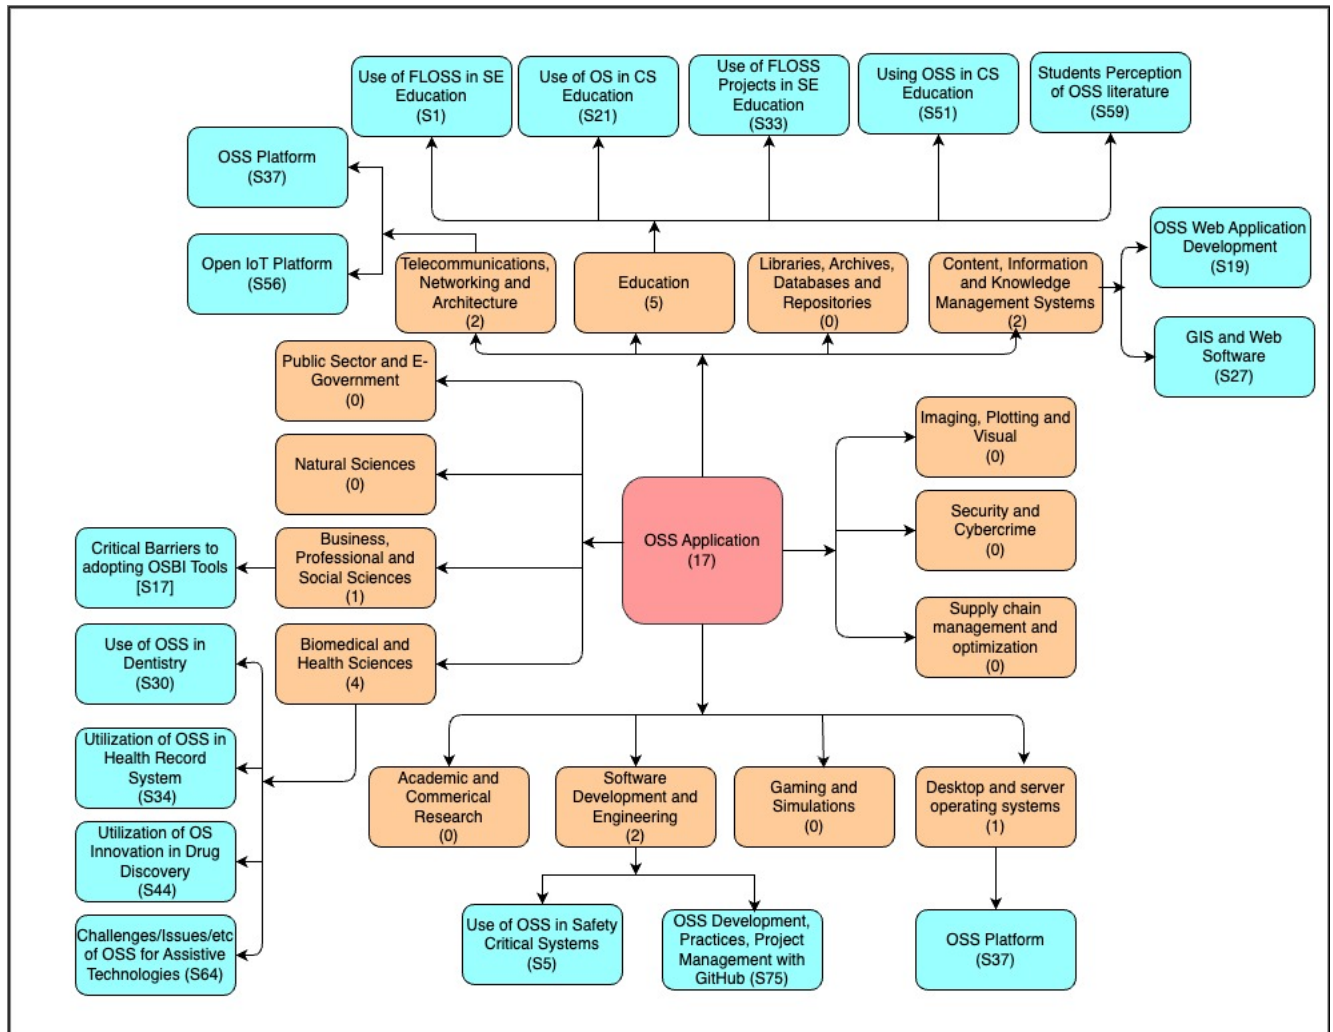 Use of FLOSS in SE
Education
(S1)
Use of OS in CS
Education
(S21)
Use of FLOSS
Projects in SE
Education
(S33)
Using OSS in CS
Education
(S51)
Students Perception
of OSS literature
(S59)
OSS Platform
(S37)
Open IoT Platform
(S56)
Telecommunications,
Networking and
Architecture
(2)
Education
(5)
Libraries, Archives,
Databases and
Repositories
(0)
Content, Information
and Knowledge
Management Systems
(2)
OSS Web Application
Development
(S19)
GIS and Web
Software
(S27)
Public Sector and E-
Government
(0)
Natural Sciences
(0)
Business,
Professional and
Social Sciences
(1)
Biomedical and
Health Sciences
(4)
Critical Barriers to
adopting OSBI Tools
[S17]
Use of OSS in
Dentistry
(S30)
Utilization of OSS in
Health Record
System
(S34)
Utilization of OS
Innovation in Drug
Discovery
(S44)
Challenges/Issues/etc
of OSS for Assistive
Technologies (S64)
OSS Application
(17)
Imaging, Plotting and
Visual
(0)
Security and
Cybercrime
(0)
Supply chain
management and
optimization
(0)
Academic and
Commerical
Research
(0)
Software
Development and
Engineering
(2)
Gaming and
Simulations
(0)
Desktop and server
operating systems
(1)
Use of OSS in Safety
Critical Systems
(S5)
OSS Development,
Practices, Project
Management with
GitHub (S75)
OSS Platform
(S37)